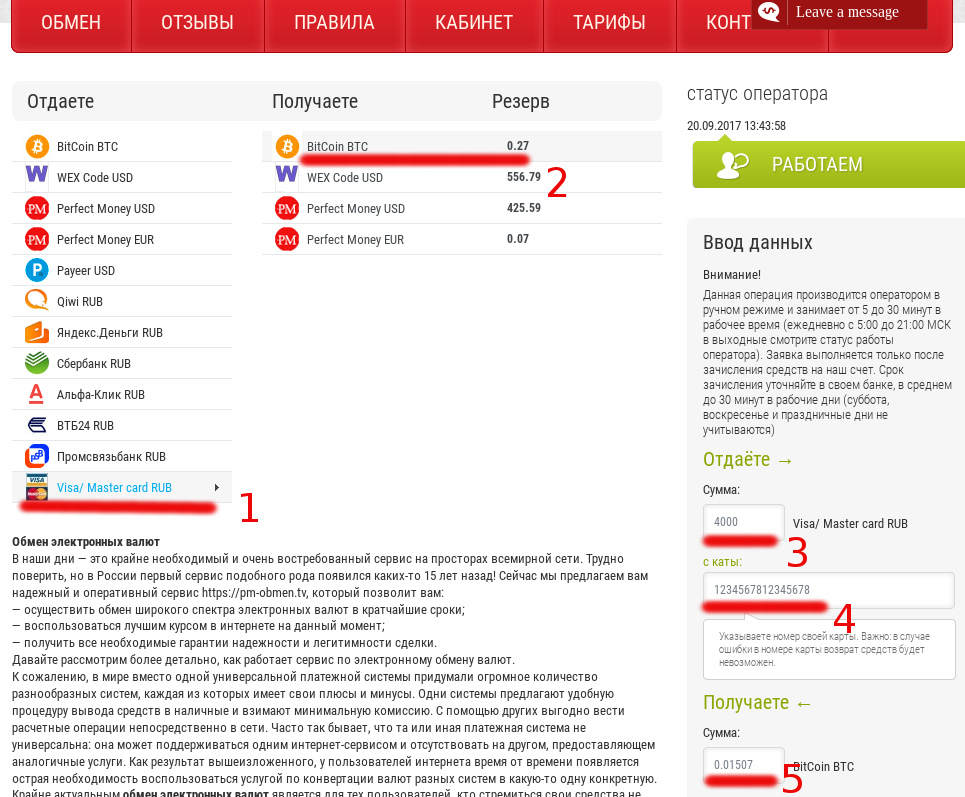 ОБМЕН ОТЗЫВЫ ПРАВИЛА КАБИНЕТ ТАРИФЫ КОНТ
Leave a message
Отдаете
BitCoin BTC
WEX Code USD
Perfect Money USD
Perfect Money EUR
Payeer USD
Qiwi RUB
Яндекс.Деньги RUB
Сбербанк RUB
Альфа-Клик RUB
ВТБ24 RUB
Промсвязьбанк RUB
VISA
Visa/ Master card RUB
1
Получаете Резерв
BitCoin BTC 0.27
WEX Code USD 556.79
2
PM Perfect Money USD 425.59
PM Perfect Money EUR 0.07
Обмен электронных валют
В наши дни — это крайне необходимый и очень востребованный сервис на просторах всемирной сети. Трудно
поверить, но в России первый сервис подобного рода появился каких-то 15 лет назад! Сейчас мы предлагаем вам
надежный и оперативный сервис https://pm-obmen.tv, который позволит вам:
— осуществить обмен широкого спектра электронных валют в кратчайшие сроки;
— воспользоваться лучшим курсом в интернете на данный момент;
— получить все необходимые гарантии надежности и легитимности сделки.
Давайте рассмотрим более детально, как работает сервис по электронному обмену валют.
К сожалению, в мире вместо одной универсальной платежной системы придумали огромное количество
разнообразных систем, каждая из которых имеет свои плюсы и минусы. Одни системы предлагают удобную
процедуру вывода средств в наличные и взимают минимальную комиссию. С помощью других выгодно вести
расчетные операции непосредственно в сети. Часто так бывает, что та или иная платежная система не
универсальна: она может поддерживаться одним интернет-сервисом и отсутствовать на другом, предоставляющем
аналогичные услуги. Как результат вышеизложенного, у пользователей интернета время от времени появляется
острая необходимость воспользоваться услугой по конвертации валют разных систем в какую-то одну конкретную.
Крайне актуальным обмен электронных валют является для тех пользователей, кто стремиться свои средства не
статус оператора
20.09.2017 13:43:58
РАБОТАЕМ
Ввод данных
Внимание!
Данная операция производится оператором в
ручном режиме и занимает от 5 до 30 минут в
рабочее время (ежедневно с 5:00 до 21:00 МСК
в выходные смотрите статус работы
оператора). Заявка выполняется только после
зачисления средств на наш счет. Срок
зачисления уточняйте в своем банке, в среднем
до 30 минут в рабочие дни (суббота,
воскресенье и праздничные дни не
учитываются)
Отдаёте →
Сумма:
4000 Visa/ Master card RUB
3
с каты:
1234567812345678
4
Указываете номер своей карты. Важно: в случае
ошибки в номере карты возврат средств будет
невозможен.
Получаете ←
Сумма:
0.01507 BitCoin BTC
5